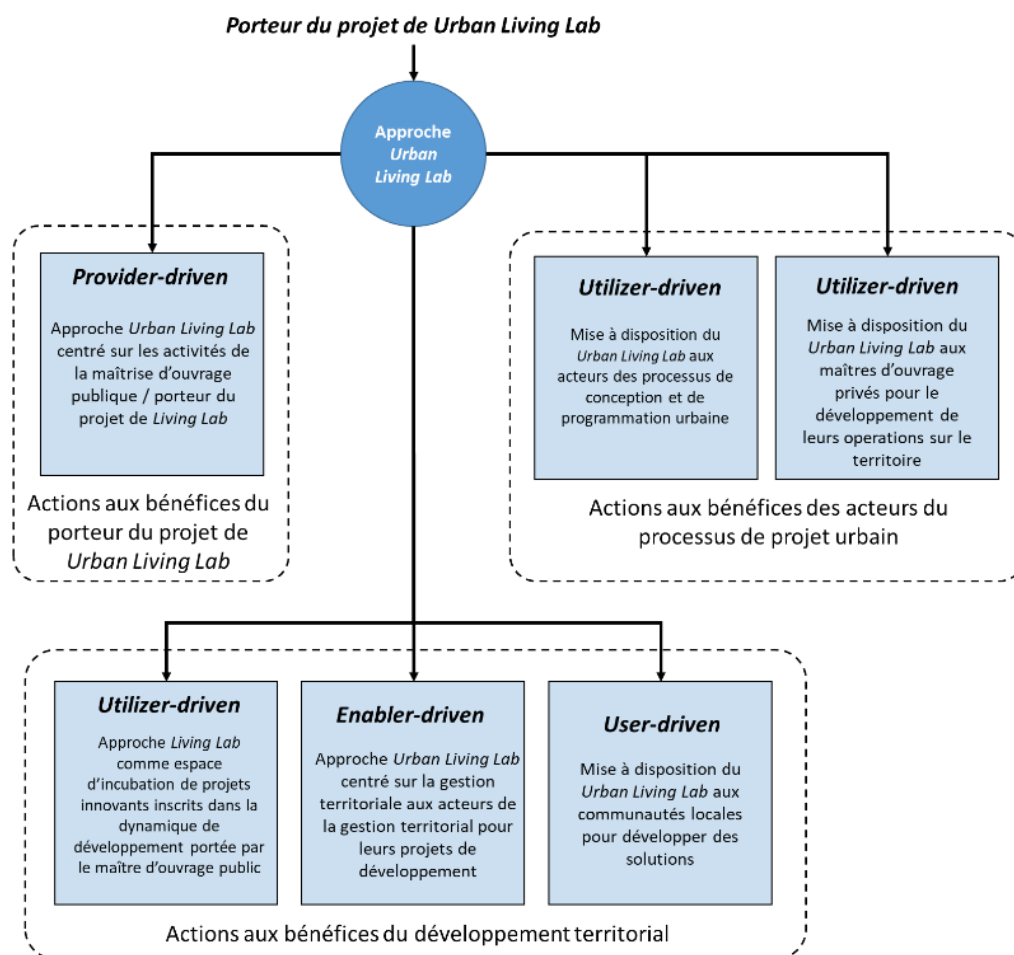 Porteur du projet de Urban Living Lab
Approche
Urban
Living Lab
Provider-driven
Approche Urban Living Lab
centré sur les activités de
la maîtrise d'ouvrage
publique / porteur du
projet de Living Lab
Actions aux bénéfices du
porteur du projet de
Urban Living Lab
Utilizer-driven
Mise à disposition du
Urban Living Lab aux
acteurs des processus de
conception et de
programmation urbaine
Utilizer-driven
Mise à disposition du
Urban Living Lab aux
maîtres d'ouvrage
privés pour le
développement de
leurs operations sur le
territoire
Actions aux bénéfices des acteurs du
processus de projet urbain
Utilizer-driven
Approche Living Lab
comme espace
d'incubation de projets
innovants inscrits dans la
dynamique de
développement portée par
le maître d'ouvrage public
Enabler-driven
Approche Urban Living Lab
centré sur la gestion
territoriale aux acteurs de
la gestion territorial pour
leurs projets de
développement
User-driven
Mise à disposition du
Urban Living Lab aux
communautés locales
pour développer des
solutions
Actions aux bénéfices du développement territorial